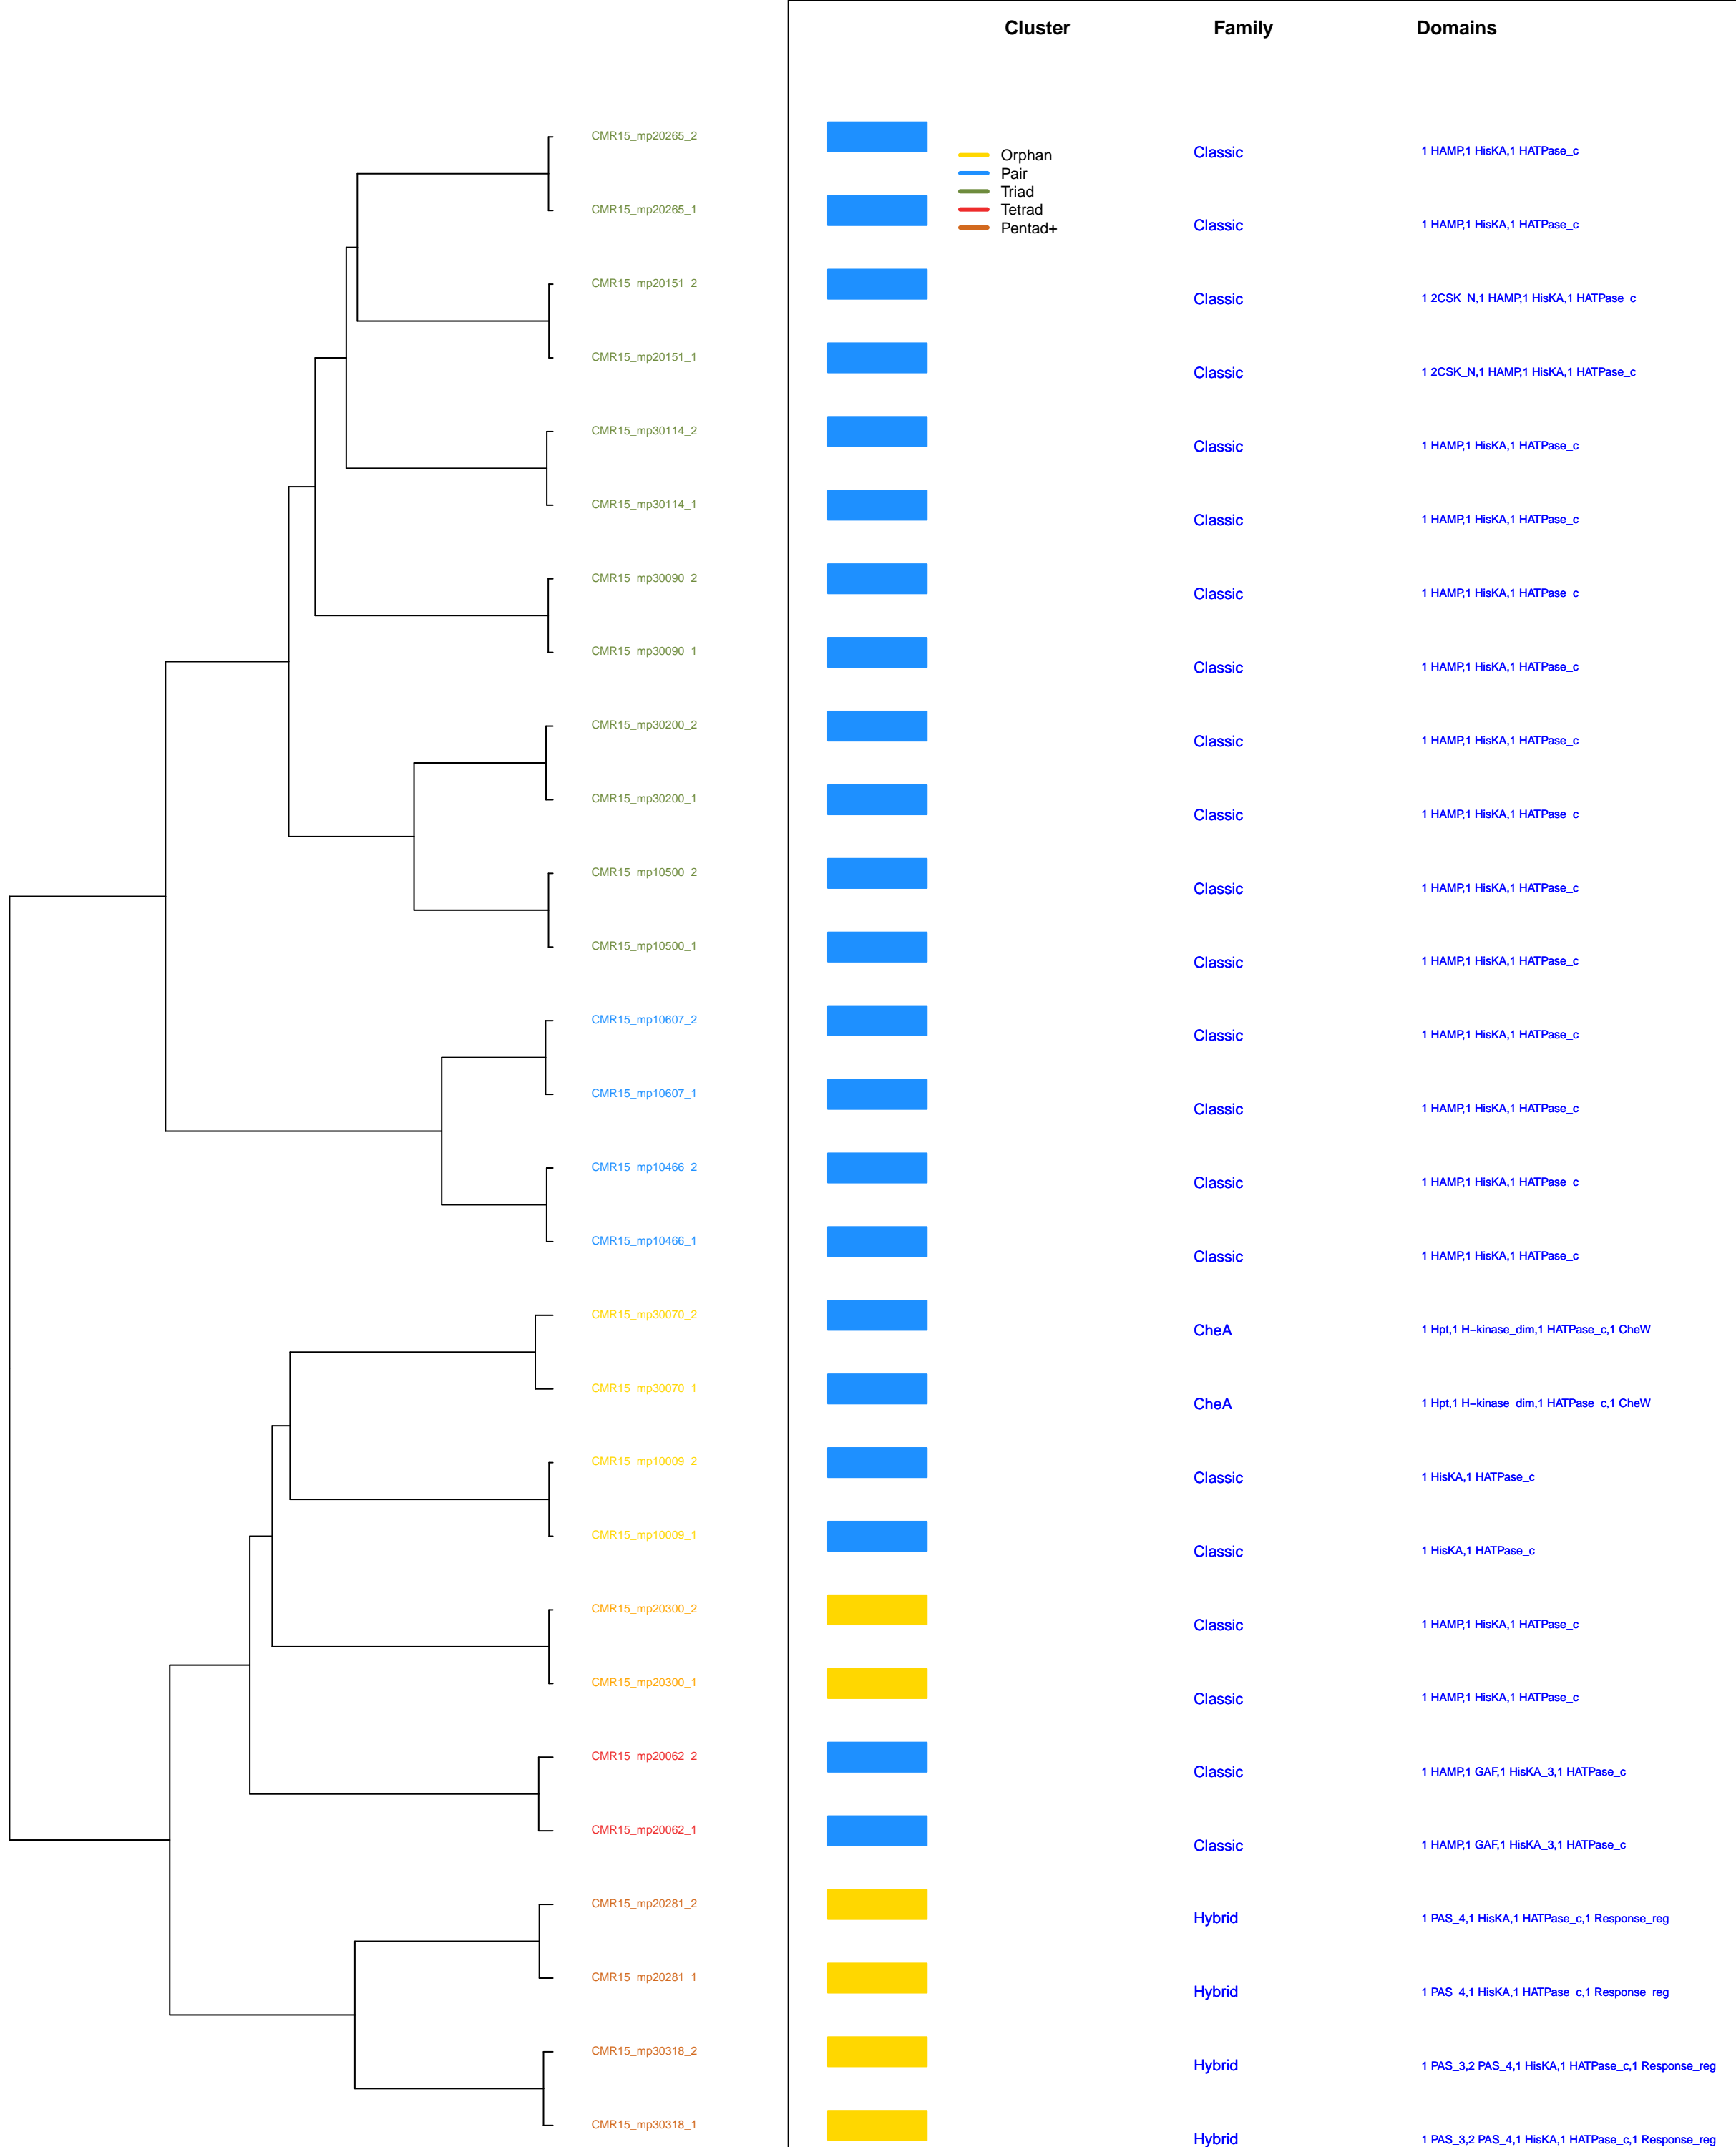 Cluster Family Domains
CMR15_mp20265_2 Classic 1 HAMP,1 HisKA,1 HATPase_c
Orphan
Pair
Triad
Tetrad
Pentad+
CMR15_mp20265_1 Classic 1 HAMP,1 HisKA,1 HATPase_c
CMR15_mp20151_2 Classic 1 2CSK_N,1 HAMP,1 HisKA,1 HATPase_c
CMR15_mp20151_1 Classic 1 2CSK_N,1 HAMP,1 HisKA,1 HATPase_c
CMR15_mp30114_2 Classic 1 HAMP,1 HisKA,1 HATPase_c
CMR15_mp30114_1 Classic 1 HAMP,1 HisKA,1 HATPase_c
CMR15_mp30090_2 Classic 1 HAMP,1 HisKA,1 HATPase_c
CMR15_mp30090_1 Classic 1 HAMP,1 HisKA,1 HATPase_c
CMR15_mp30200_2 Classic 1 HAMP,1 HisKA,1 HATPase_c
CMR15_mp30200_1 Classic 1 HAMP,1 HisKA,1 HATPase_c
CMR15_mp10500_2 Classic 1 HAMP,1 HisKA,1 HATPase_c
CMR15_mp10500_1 Classic 1 HAMP,1 HisKA,1 HATPase_c
CMR15_mp10607_2 Classic 1 HAMP,1 HisKA,1 HATPase_c
CMR15_mp10607_1 Classic 1 HAMP,1 HisKA,1 HATPase_c
CMR15_mp10466_2 Classic 1 HAMP,1 HisKA,1 HATPase_c
CMR15_mp10466_1 Classic 1 HAMP,1 HisKA,1 HATPase_c
CMR15_mp30070_2 CheA 1 Hpt,1 H−kinase_dim,1 HATPase_c,1 CheW
CMR15_mp30070_1 CheA 1 Hpt,1 H−kinase_dim,1 HATPase_c,1 CheW
CMR15_mp10009_2 Classic 1 HisKA,1 HATPase_c
CMR15_mp10009_1 Classic 1 HisKA,1 HATPase_c
CMR15_mp20300_2 Classic 1 HAMP,1 HisKA,1 HATPase_c
CMR15_mp20300_1 Classic 1 HAMP,1 HisKA,1 HATPase_c
CMR15_mp20062_2 Classic 1 HAMP,1 GAF,1 HisKA_3,1 HATPase_c
CMR15_mp20062_1 Classic 1 HAMP,1 GAF,1 HisKA_3,1 HATPase_c
CMR15_mp20281_2 Hybrid 1 PAS_4,1 HisKA,1 HATPase_c,1 Response_reg
CMR15_mp20281_1 Hybrid 1 PAS_4,1 HisKA,1 HATPase_c,1 Response_reg
CMR15_mp30318_2 Hybrid 1 PAS_3,2 PAS_4,1 HisKA,1 HATPase_c,1 Response_reg
CMR15_mp30318_1 Hybrid 1 PAS_3,2 PAS_4,1 HisKA,1 HATPase_c,1 Response_reg